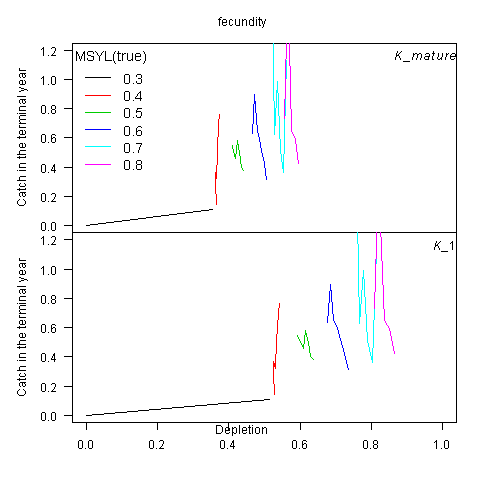 fecundity
Catch in the terminal year
1.2
1.0
0.8
0.6
0.4
0.2
0.0
MSYL(true)
0.3
0.4
0.5
0.6
0.7
0.8
K_mature
Catch in the terminal year
1.2
1.0
0.8
0.6
0.4
0.2
0.0
K_1
Depletion
0.0 0.2 0.4 0.6 0.8 1.0